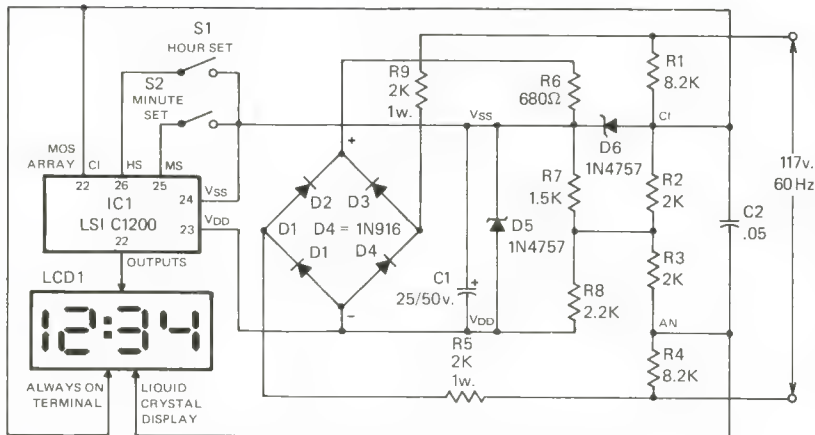 S1
HOUR SET
S2
MINUTE
SET
MOS
ARRAY
CI
HS
MS
22
26
25
IC1
LSI C1200
22
24
23
VSS
VDD
OUTPUTS
LCD1
12:34
ALWAYS ON
TERMINAL
LIQUID
CRYSTAL
DISPLAY
R9
2K
1w.
+
D2
D3
D1
D4 = 1N916
D1
D4
-
C1
25/50v.
+
VSS
D5
1N4757
VDD
R5
2K
1w.
R6
680Ω
D6
1N4757
R7
1.5K
R8
2.2K
R1
8.2K
CI
R2
2K
R3
2K
AN
R4
8.2K
C2
.05
117v.
60 Hz